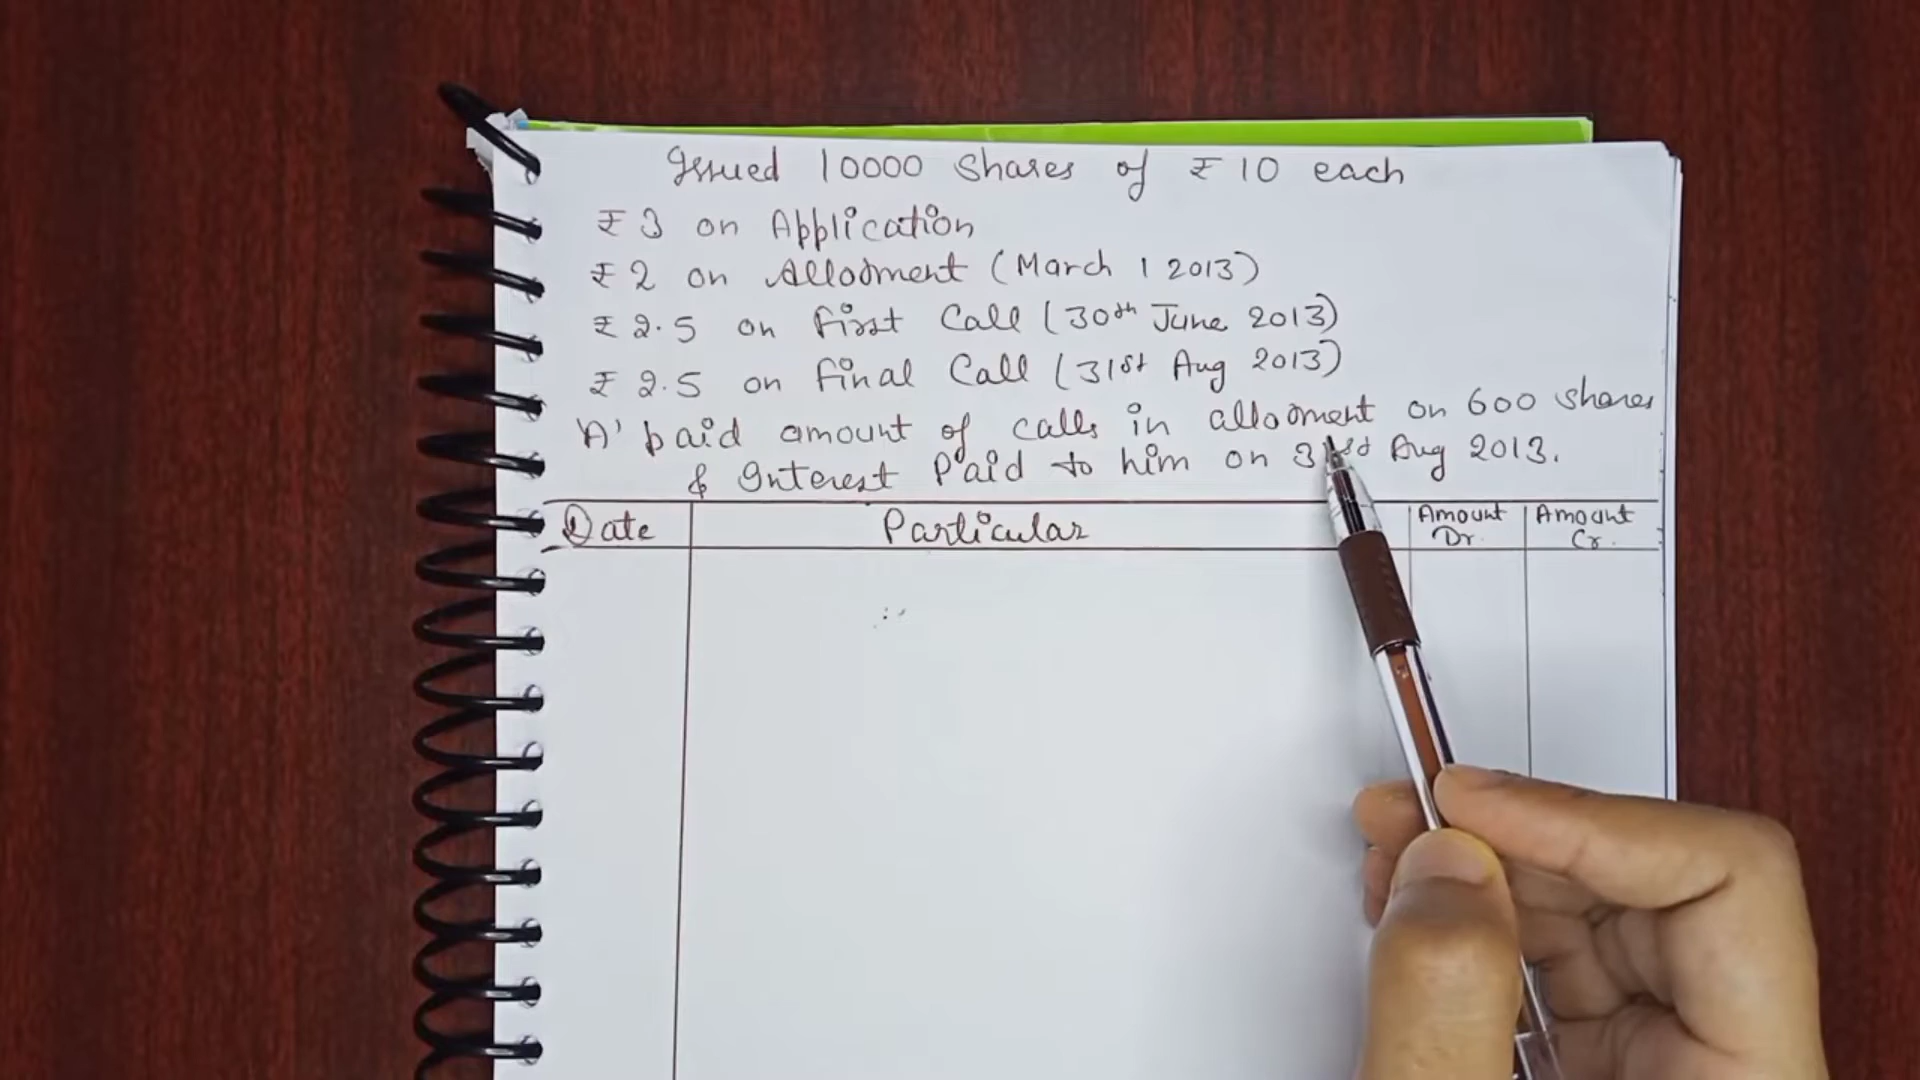 Issued 10000 Shares of ₹ 10 each
₹ 3 on Application
₹ 2 on Allotment (March 1 2013)
₹ 2.5 on first Call (30th June 2013)
₹ 2.5 on final Call (31st Aug 2013)
'A' paid amount of calls in allotment on 600 shares
& Interest Paid to him on 31st Aug 2013.
Date Particular Amount Dr. Amount Cr.